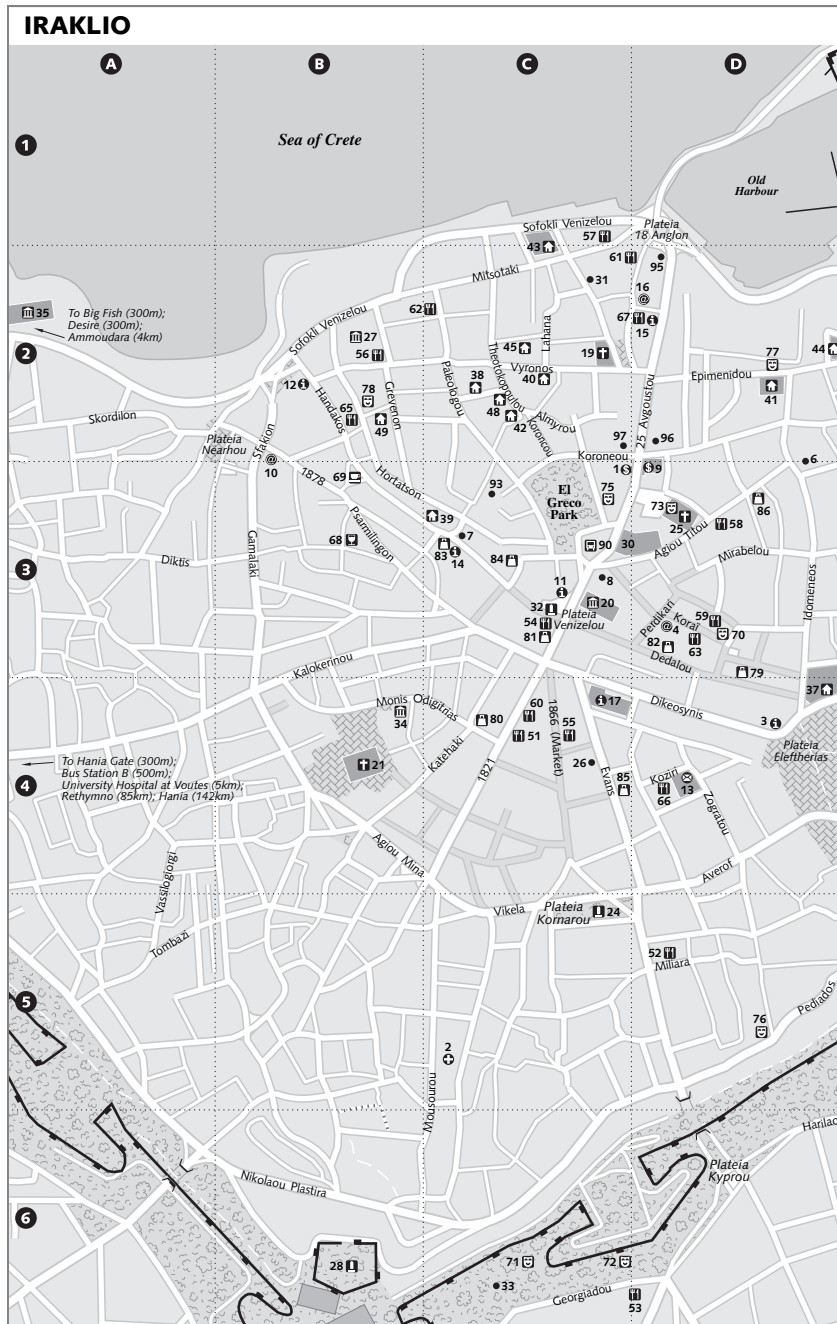 IRAKLIO
A
B
C
D
1
Sea of Crete
Old
Harbour
Sofokli Venizelou
57
Plateia
18 Anglon
43
61
95
Mitsotaki
31
16
@
35
To Big Fish (300m);
Desire (300m);
Ammoudara (4km)
62
67
15
2
Sofokli Venizelou
27
56
45
Lahana
19
77
44
Vyronos
Epimenidou
12
78
38
40
41
Handakos
Grevenon
Paleologou
Theotokopoulou
48
42
Almyrou
Koroneou
25 Avgoustou
Skordilon
65
49
97
96
Plateia
Nearhou
Sfakion
@
10
Koroneou
1
9
6
1878
69
Hortatson
93
El
Greco
Park
75
73
25
58
86
Psarmilingon
39
7
68
83
14
84
90
30
Agiou Titou
Mirabelou
3
Diktis
Gamalaki
11
8
20
Idomeneos
32
54
81
Plateia
Venizelou
Perdikari
@
4
Koraï
59
70
82
63
Dedalou
79
Kalokerinou
37
Monis Odigitrias
34
80
60
17
Dikeosynis
3
51
55
1866 (Market)
Plateia
Eleftherias
To Hania Gate (300m);
Bus Station B (500m);
University Hospital at Voutes (5km);
Rethymno (85km); Hania (142km)
4
21
Katehaki
1821
26
Evans
85
Koziri
66
13
Zografou
Agiou Mina
Averof
Vassilogiorgi
Vikela
Plateia
Kornarou
24
Tombazi
52
Miliara
5
Pediados
76
2
Mousourou
Harilao
Plateia
Kyprou
Nikolaou Plastira
6
28
71
72
33
Georgiadou
53